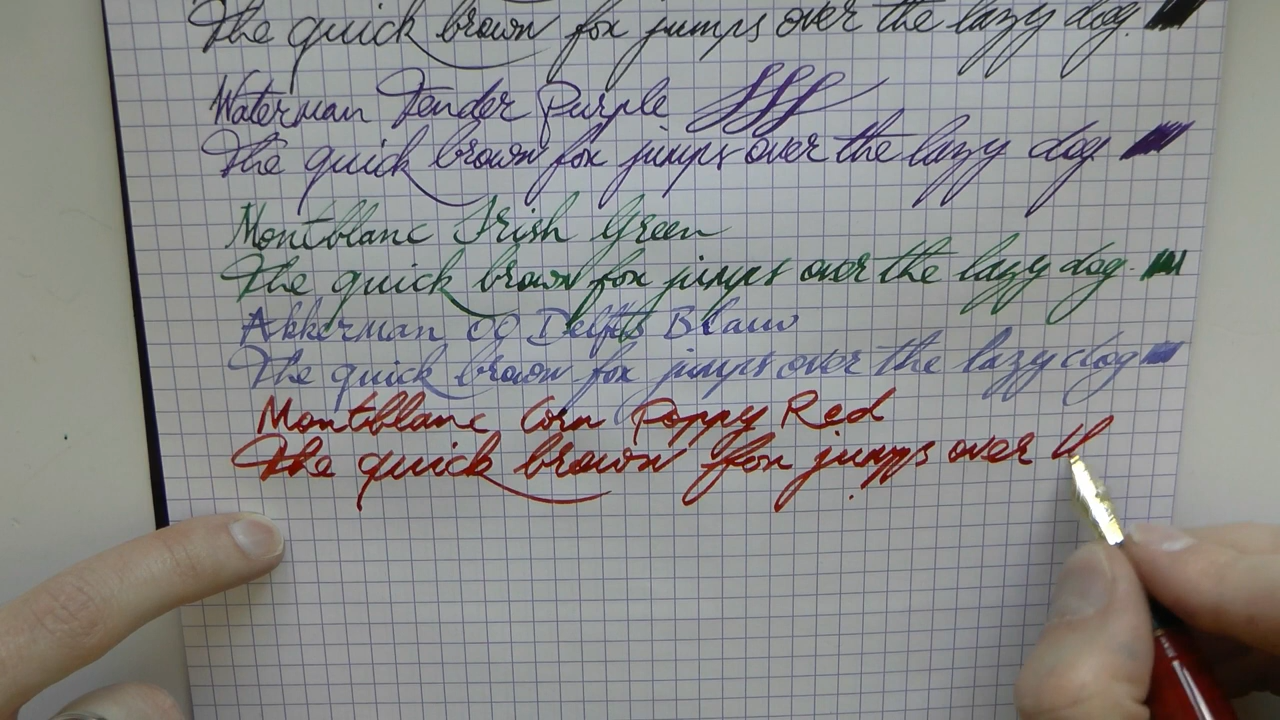 The quick brown fox jumps over the lazy dog.
Waterman Tender Purple
The quick brown fox jumps over the lazy dog.
Montblanc Irish Green
The quick brown fox jumps over the lazy dog.
Akkerman 09 Delfts Blauw
The quick brown fox jumps over the lazy dog
Montblanc Corn Poppy Red
The quick brown fox jumps over th